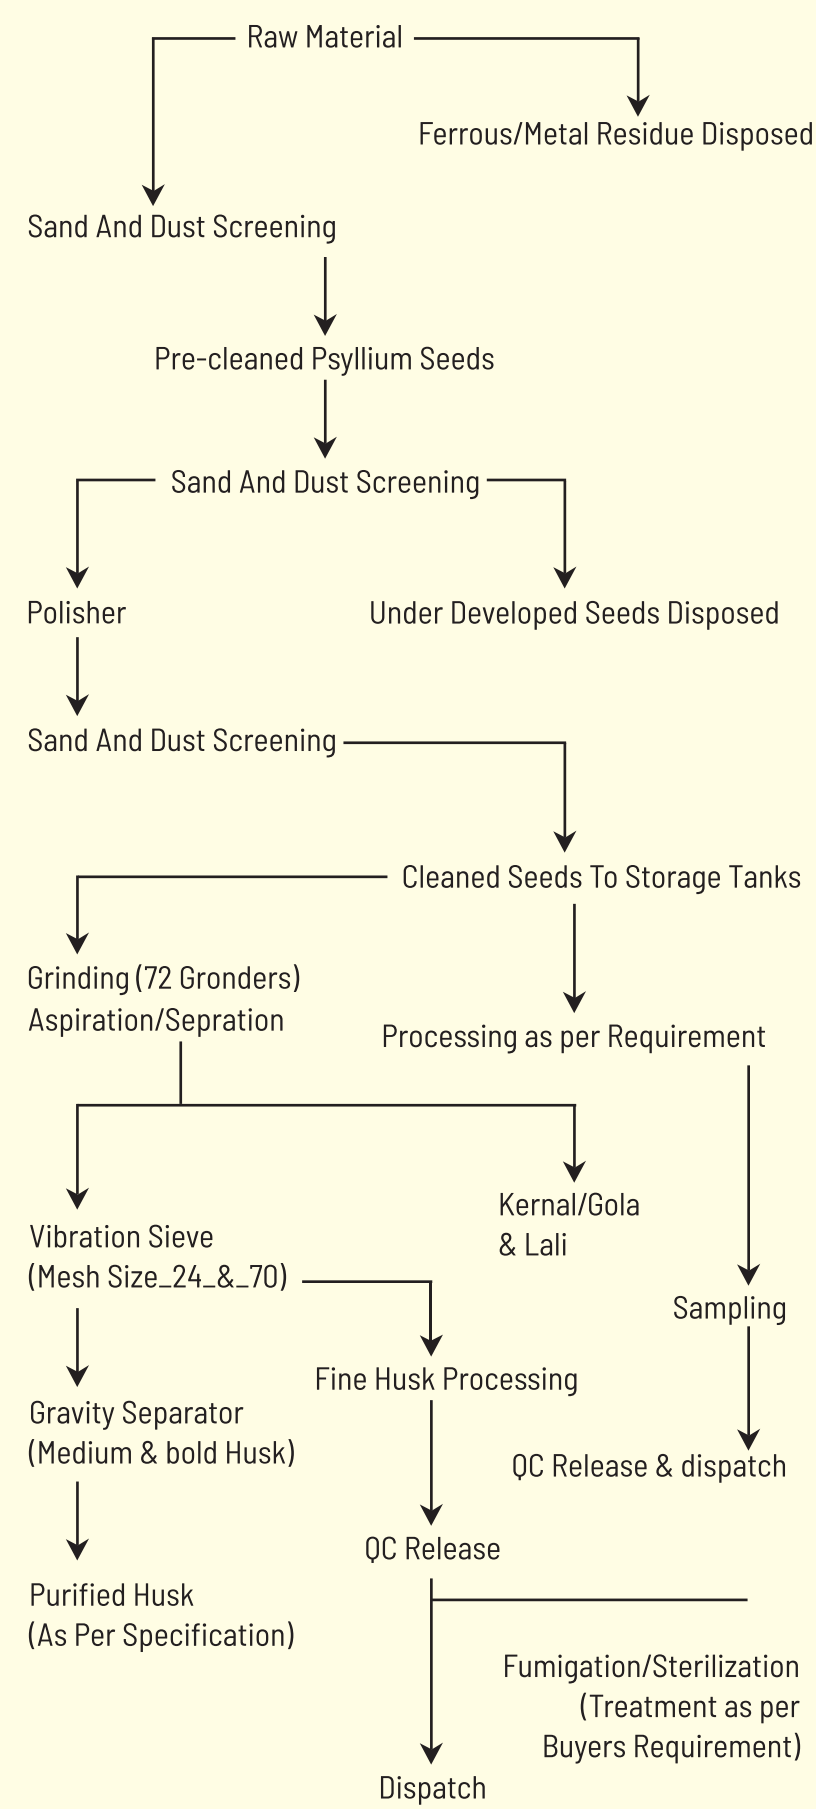 Raw Material
Ferrous/Metal Residue Disposed
Sand And Dust Screening
Pre-cleaned Psyllium Seeds
Sand And Dust Screening
Polisher
Under Developed Seeds Disposed
Sand And Dust Screening
Cleaned Seeds To Storage Tanks
Grinding (72 Gronders)
Aspiration/Sepration
Processing as per Requirement
Kernal/Gola
& Lali
Vibration Sieve
(Mesh Size_24_&_70)
Sampling
Fine Husk Processing
Gravity Separator
(Medium & bold Husk)
QC Release & dispatch
QC Release
Purified Husk
(As Per Specification)
Fumigation/Sterilization
(Treatment as per
Buyers Requirement)
Dispatch